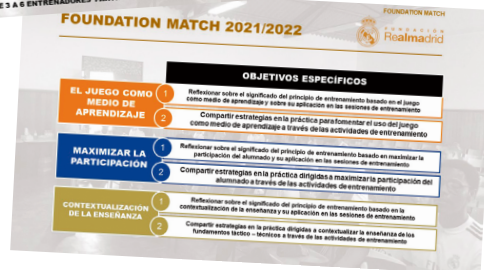 FOUNDATION MATCH
FOUNDATION MATCH 2021/2022
FUNDACIÓN
Realmadrid
OBJETIVOS ESPECÍFICOS
EL JUEGO COMO
MEDIO DE
APRENDIZAJE
1
Reflexionar sobre el significado del principio de entrenamiento basado en el juego
como medio de aprendizaje y sobre su aplicación en las sesiones de entrenamiento
2
Compartir estrategias en la práctica para fomentar el uso del juego
como medio de aprendizaje a través de las actividades de entrenamiento
MAXIMIZAR LA
PARTICIPACIÓN
1
Reflexionar sobre el significado del principio de entrenamiento basado en maximizar la
participación del alumnado y su aplicación en las sesiones de entrenamiento
2
Compartir estrategias en la práctica dirigidas a maximizar la participación del
alumnado a través de las actividades de entrenamiento
CONTEXTUALIZACIÓN
DE LA ENSEÑANZA
1
Reflexionar sobre el significado del principio de entrenamiento basado en la
contextualización de la enseñanza y su aplicación en las sesiones de entrenamiento
2
Compartir estrategias en la práctica dirigidas a contextualizar la enseñanza de los
fundamentos táctico – técnicos a través de las actividades de entrenamiento